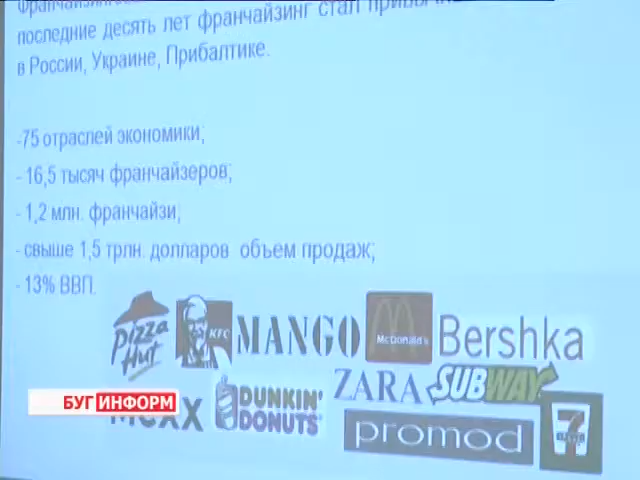 последние десять лет франчайзинг стал
в России, Украине, Прибалтике.
-75 отраслей экономики;
- 16,5 тысяч франчайзеров;
- 1,2 млн. франчайзи;
- свыше 1,5 трлн. долларов объем продаж;
- 13% ВВП.
Pizza Hut
KFC
MANGO
McDonald's
Bershka
ZARA
SUBWAY
БУГ ИНФОРМ
DUNKIN'
DONUTS
promod
7
ELEVEN